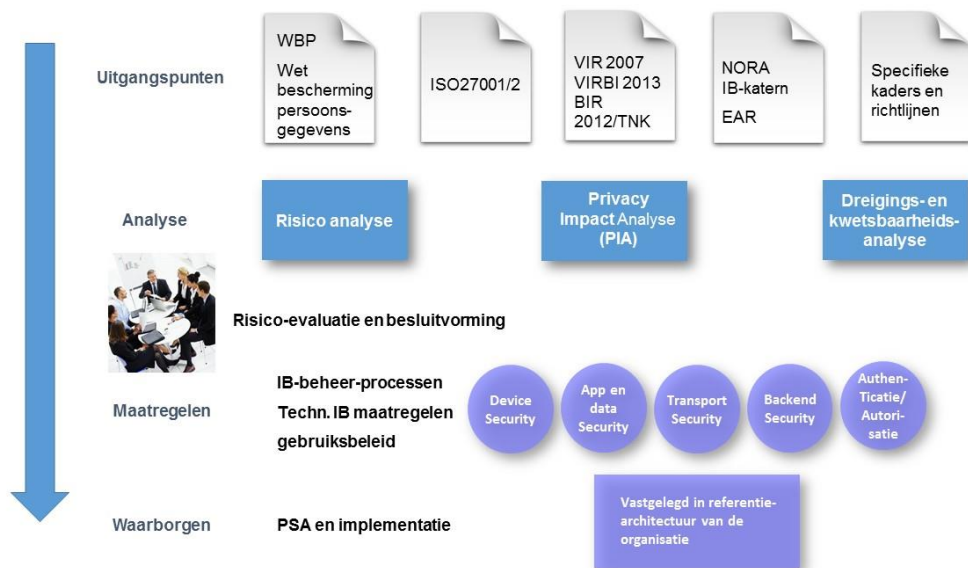 Uitgangspunten
WBP
Wet
bescherming
persoons-
gegevens
ISO27001/2
VIR 2007
VIRBI 2013
BIR
2012/TNK
NORA
IB-katern
EAR
Specifieke
kaders en
richtlijnen
Analyse
Risico analyse
Privacy
Impact Analyse
(PIA)
Dreigings- en
kwetsbaarheids-
analyse
Risico-evaluatie en besluitvorming
Maatregelen
IB-beheer-processen
Techn. IB maatregelen
gebruiksbeleid
Device
Security
App en
data
Security
Transport
Security
Backend
Security
Authen-
Ticatie/
Autori-
satie
Waarborgen
PSA en implementatie
Vastgelegd in referentie-
architectuur van de
organisatie